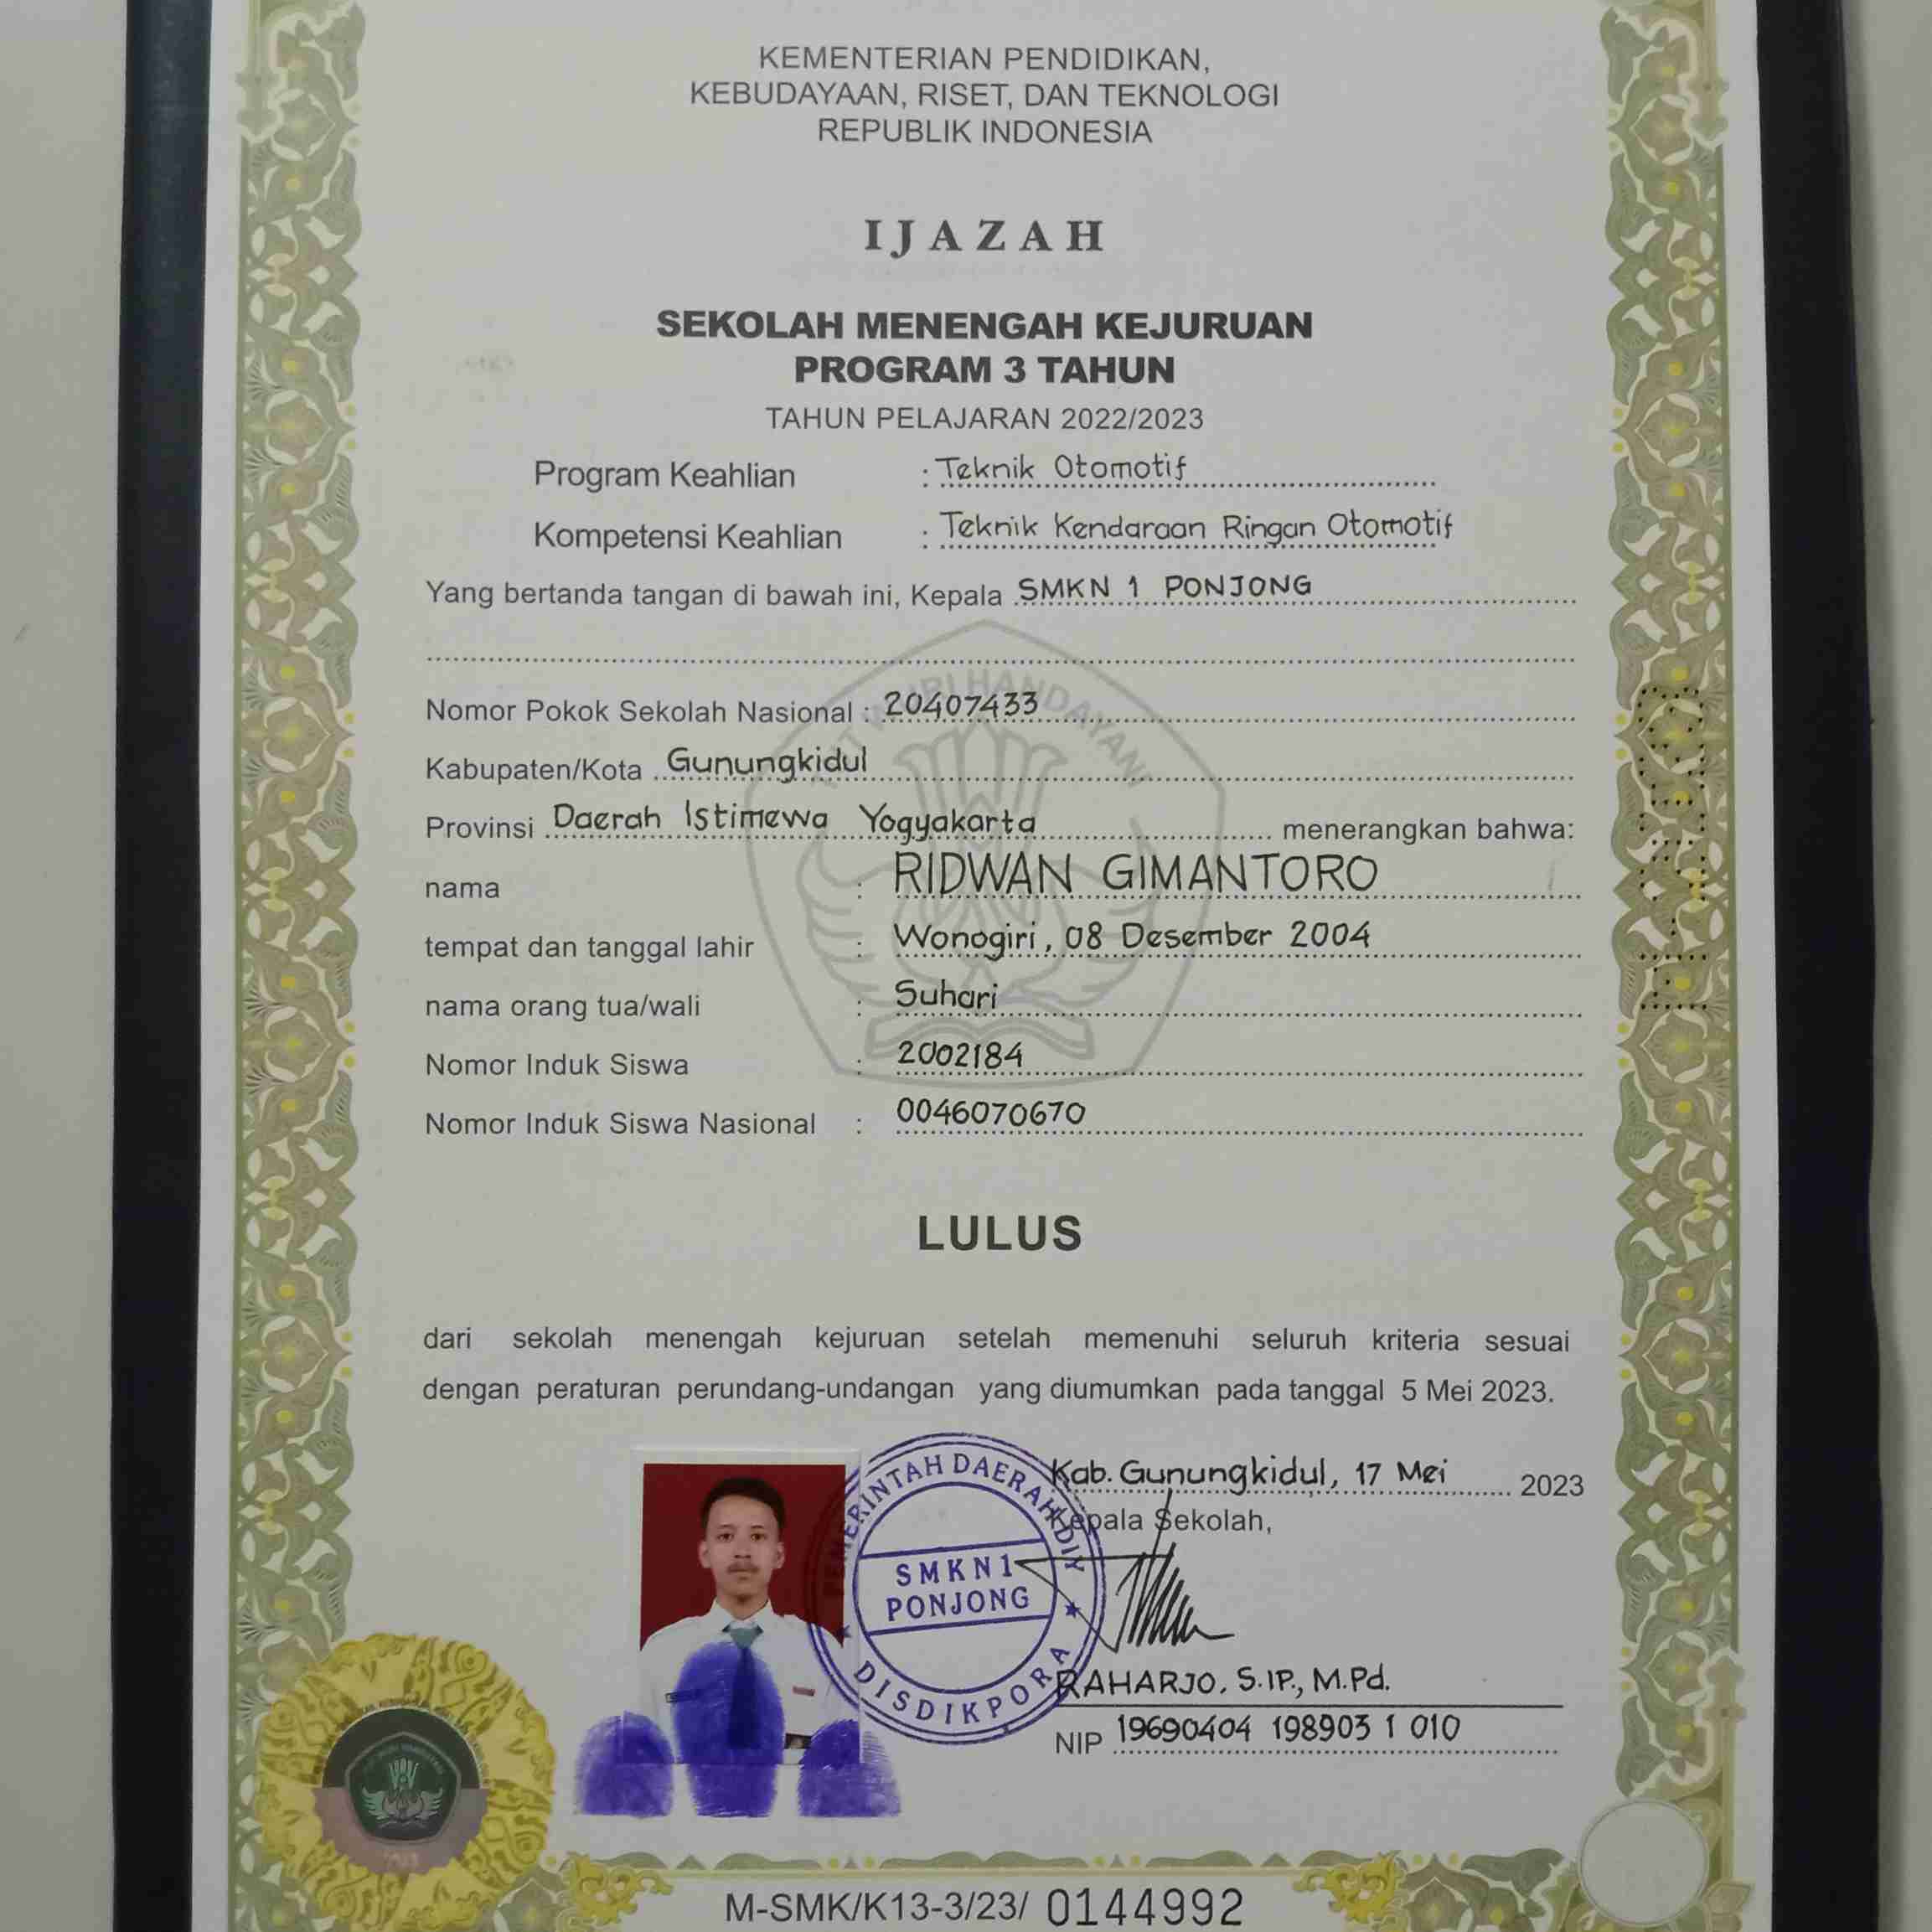 KEMENTERIAN PENDIDIKAN,
KEBUDAYAAN, RISET, DAN TEKNOLOGI
REPUBLIK INDONESIA
IJAZAH
SEKOLAH MENENGAH KEJURUAN
PROGRAM 3 TAHUN
TAHUN PELAJARAN 2022/2023
Program Keahlian : Teknik Otomotif
Kompetensi Keahlian : Teknik Kendaraan Ringan Otomotif
Yang bertanda tangan di bawah ini, Kepala SMKN 1 PONJONG
Nomor Pokok Sekolah Nasional : 20407433
Kabupaten/Kota Gunungkidul
Provinsi Daerah Istimewa Yogyakarta menerangkan bahwa:
nama : RIDWAN GIMANTORO
tempat dan tanggal lahir : Wonogiri, 08 Desember 2004
nama orang tua/wali : Suhari
Nomor Induk Siswa : 2002184
Nomor Induk Siswa Nasional : 0046070670
LULUS
dari sekolah menengah kejuruan setelah memenuhi seluruh kriteria sesuai
dengan peraturan perundang-undangan yang diumumkan pada tanggal 5 Mei 2023.
Kab. Gunungkidul, 17 Mei 2023
Kepala Sekolah,
PEMERINTAH DAERAH DIY
SMKN1
PONJONG
DISDIKPORA
RAHARJO, S.IP., M.Pd.
NIP 19690404 198903 1 010
M-SMK/K13-3/23/ 0144992